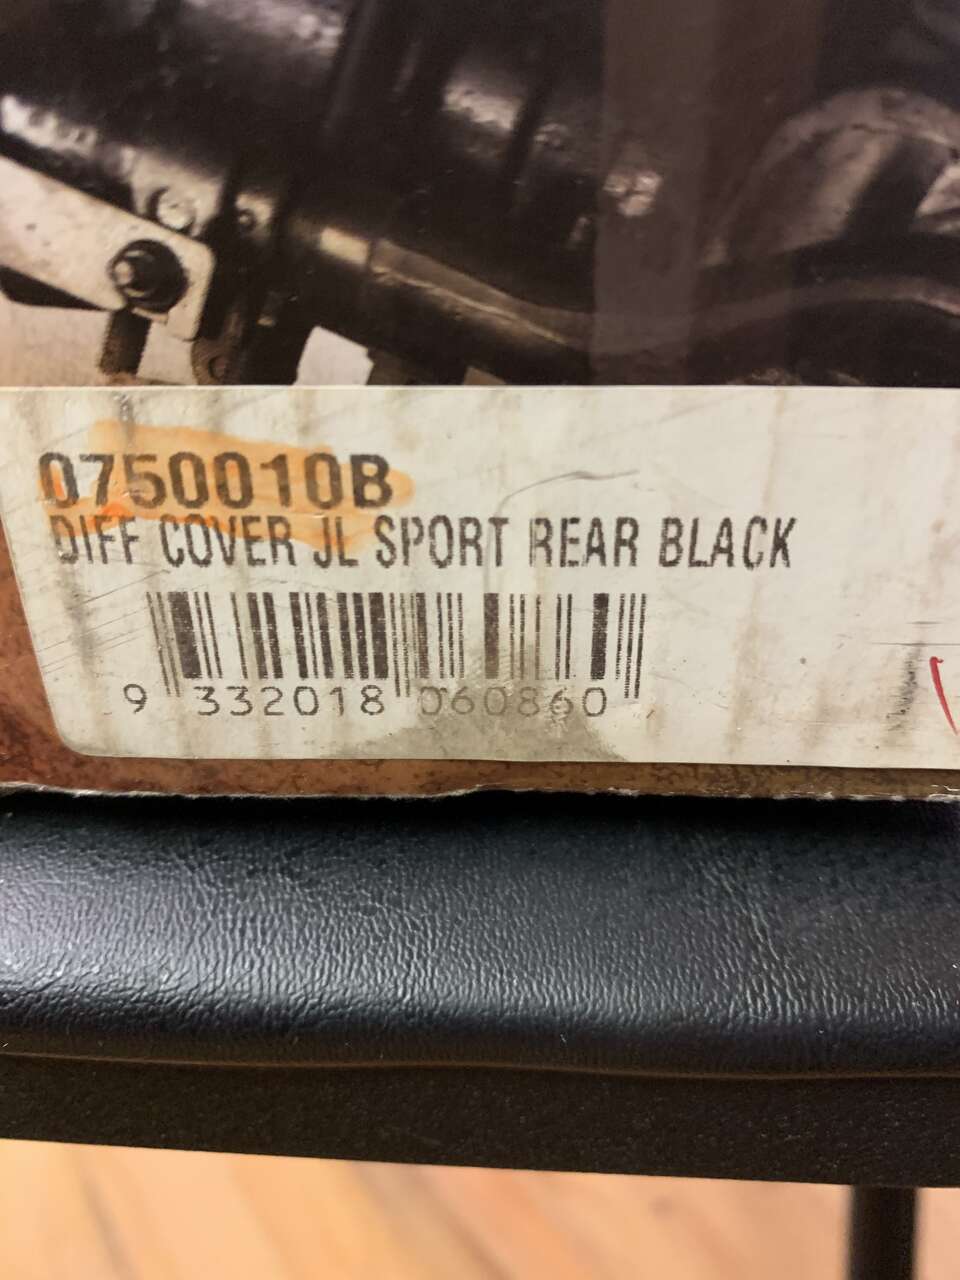 0750010B
DIFF COVER JL SPORT REAR BLACK
9 332018 060860